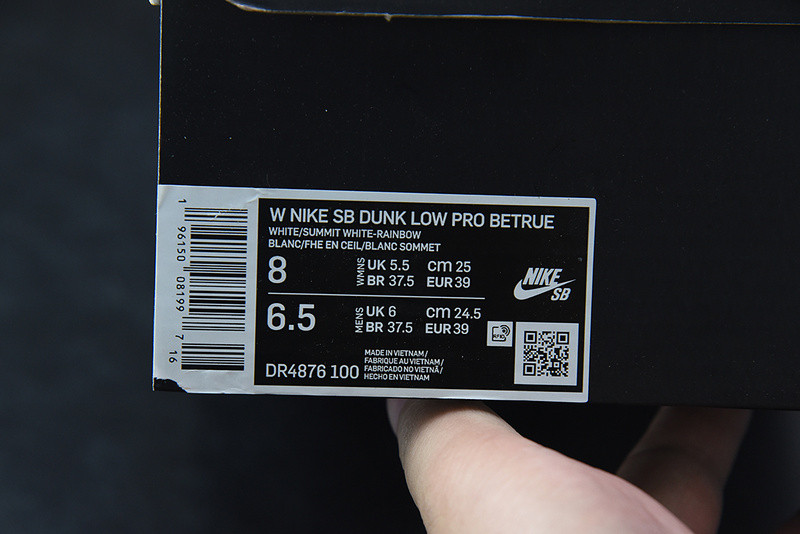 W NIKE SB DUNK LOW PRO BETRUE
WHITE/SUMMIT WHITE-RAINBOW
BLANC/FHE EN CEIL/BLANC SOMMET
8 WMNS UK 5.5 cm 25
BR 37.5 EUR 39
6.5 MENS UK 6 cm 24.5
BR 37.5 EUR 39
DR4876 100
MADE IN VIETNAM/
FABRIQUE AU VIETNAM/
FABRICADO NO VIETNÃ/
HECHO EN VIETNAM
NIKE
SB
RFID
1 96150 08199 7 16